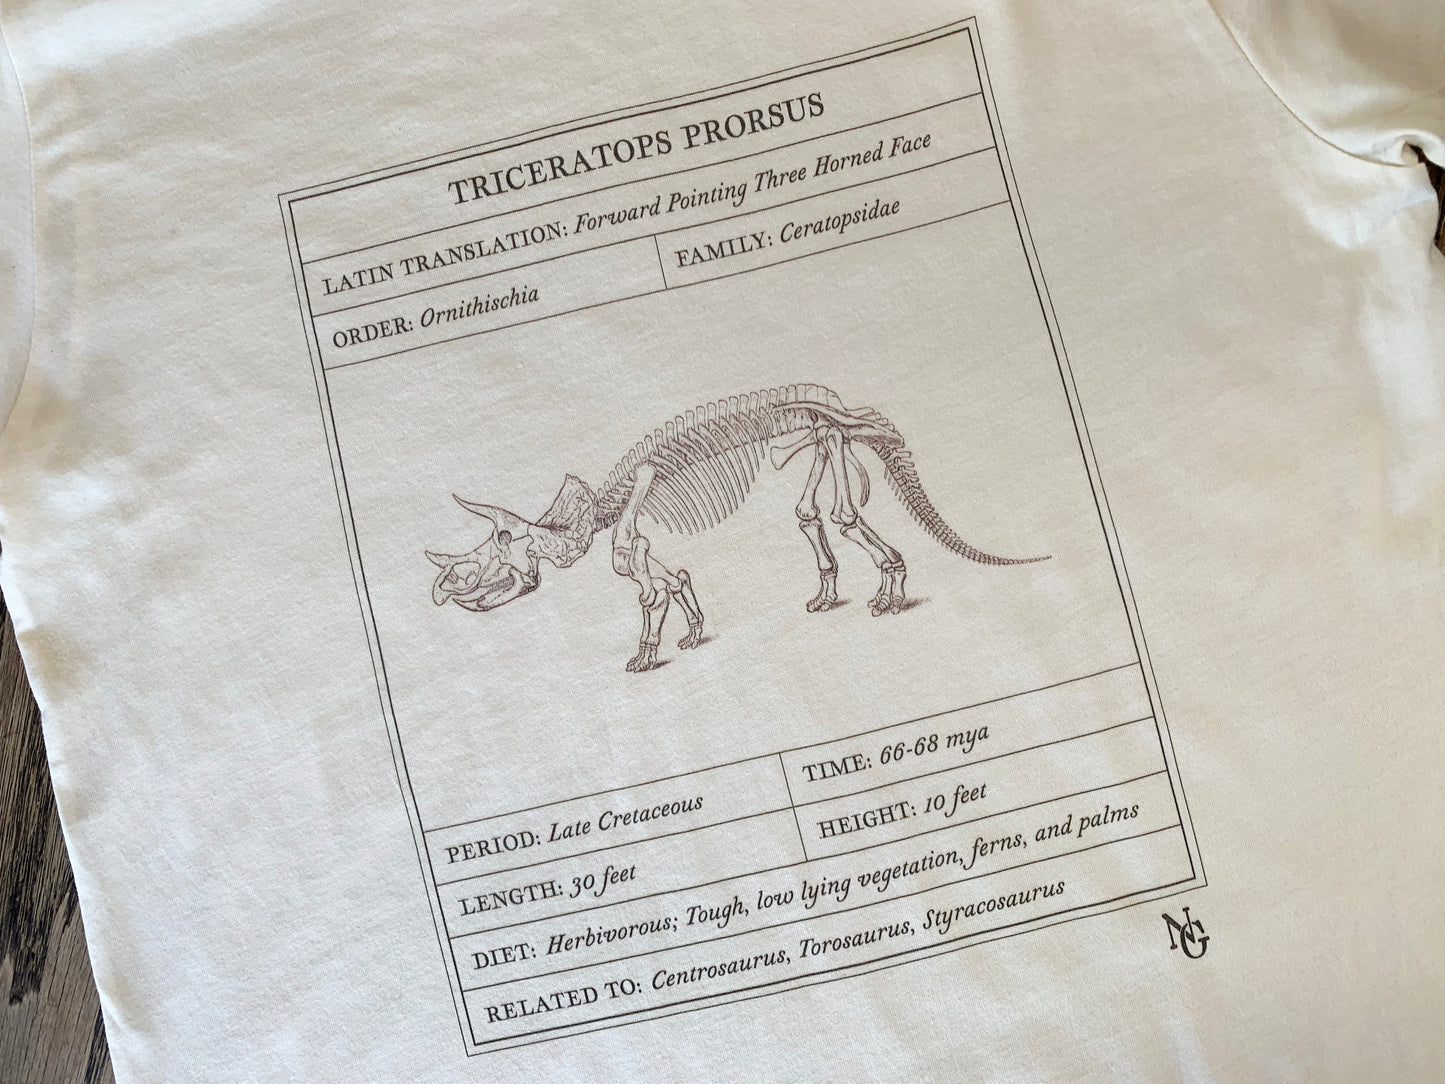 TRICERATOPS PRORSUS
LATIN TRANSLATION: Forward Pointing Three Horned Face
ORDER: Ornithischia
FAMILY: Ceratopsidae
PERIOD: Late Cretaceous
TIME: 66-68 mya
LENGTH: 30 feet
HEIGHT: 10 feet
DIET: Herbivorous; Tough, low lying vegetation, ferns, and palms
RELATED TO: Centrosaurus, Torosaurus, Styracosaurus
NG